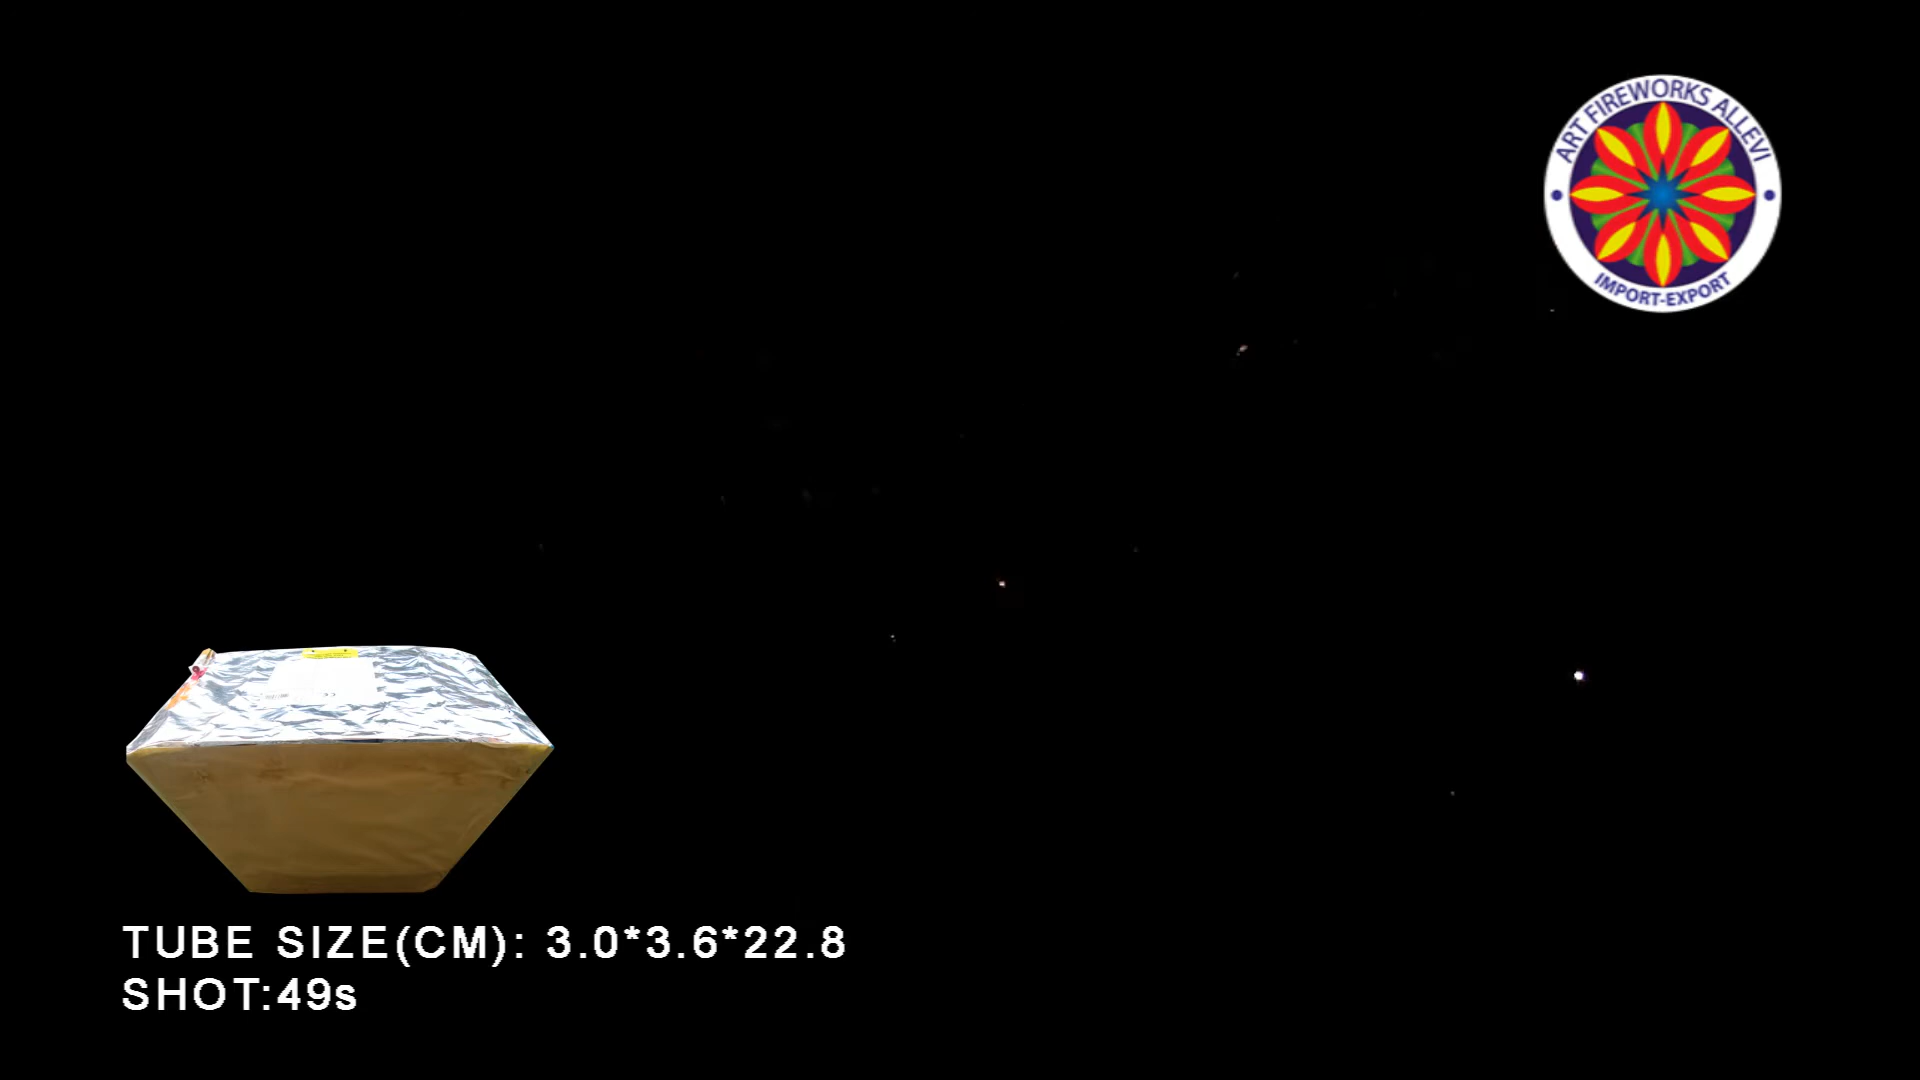 ART FIREWORKS ALLEVI
IMPORT-EXPORT
TUBE SIZE(CM): 3.0*3.6*22.8
SHOT:49s